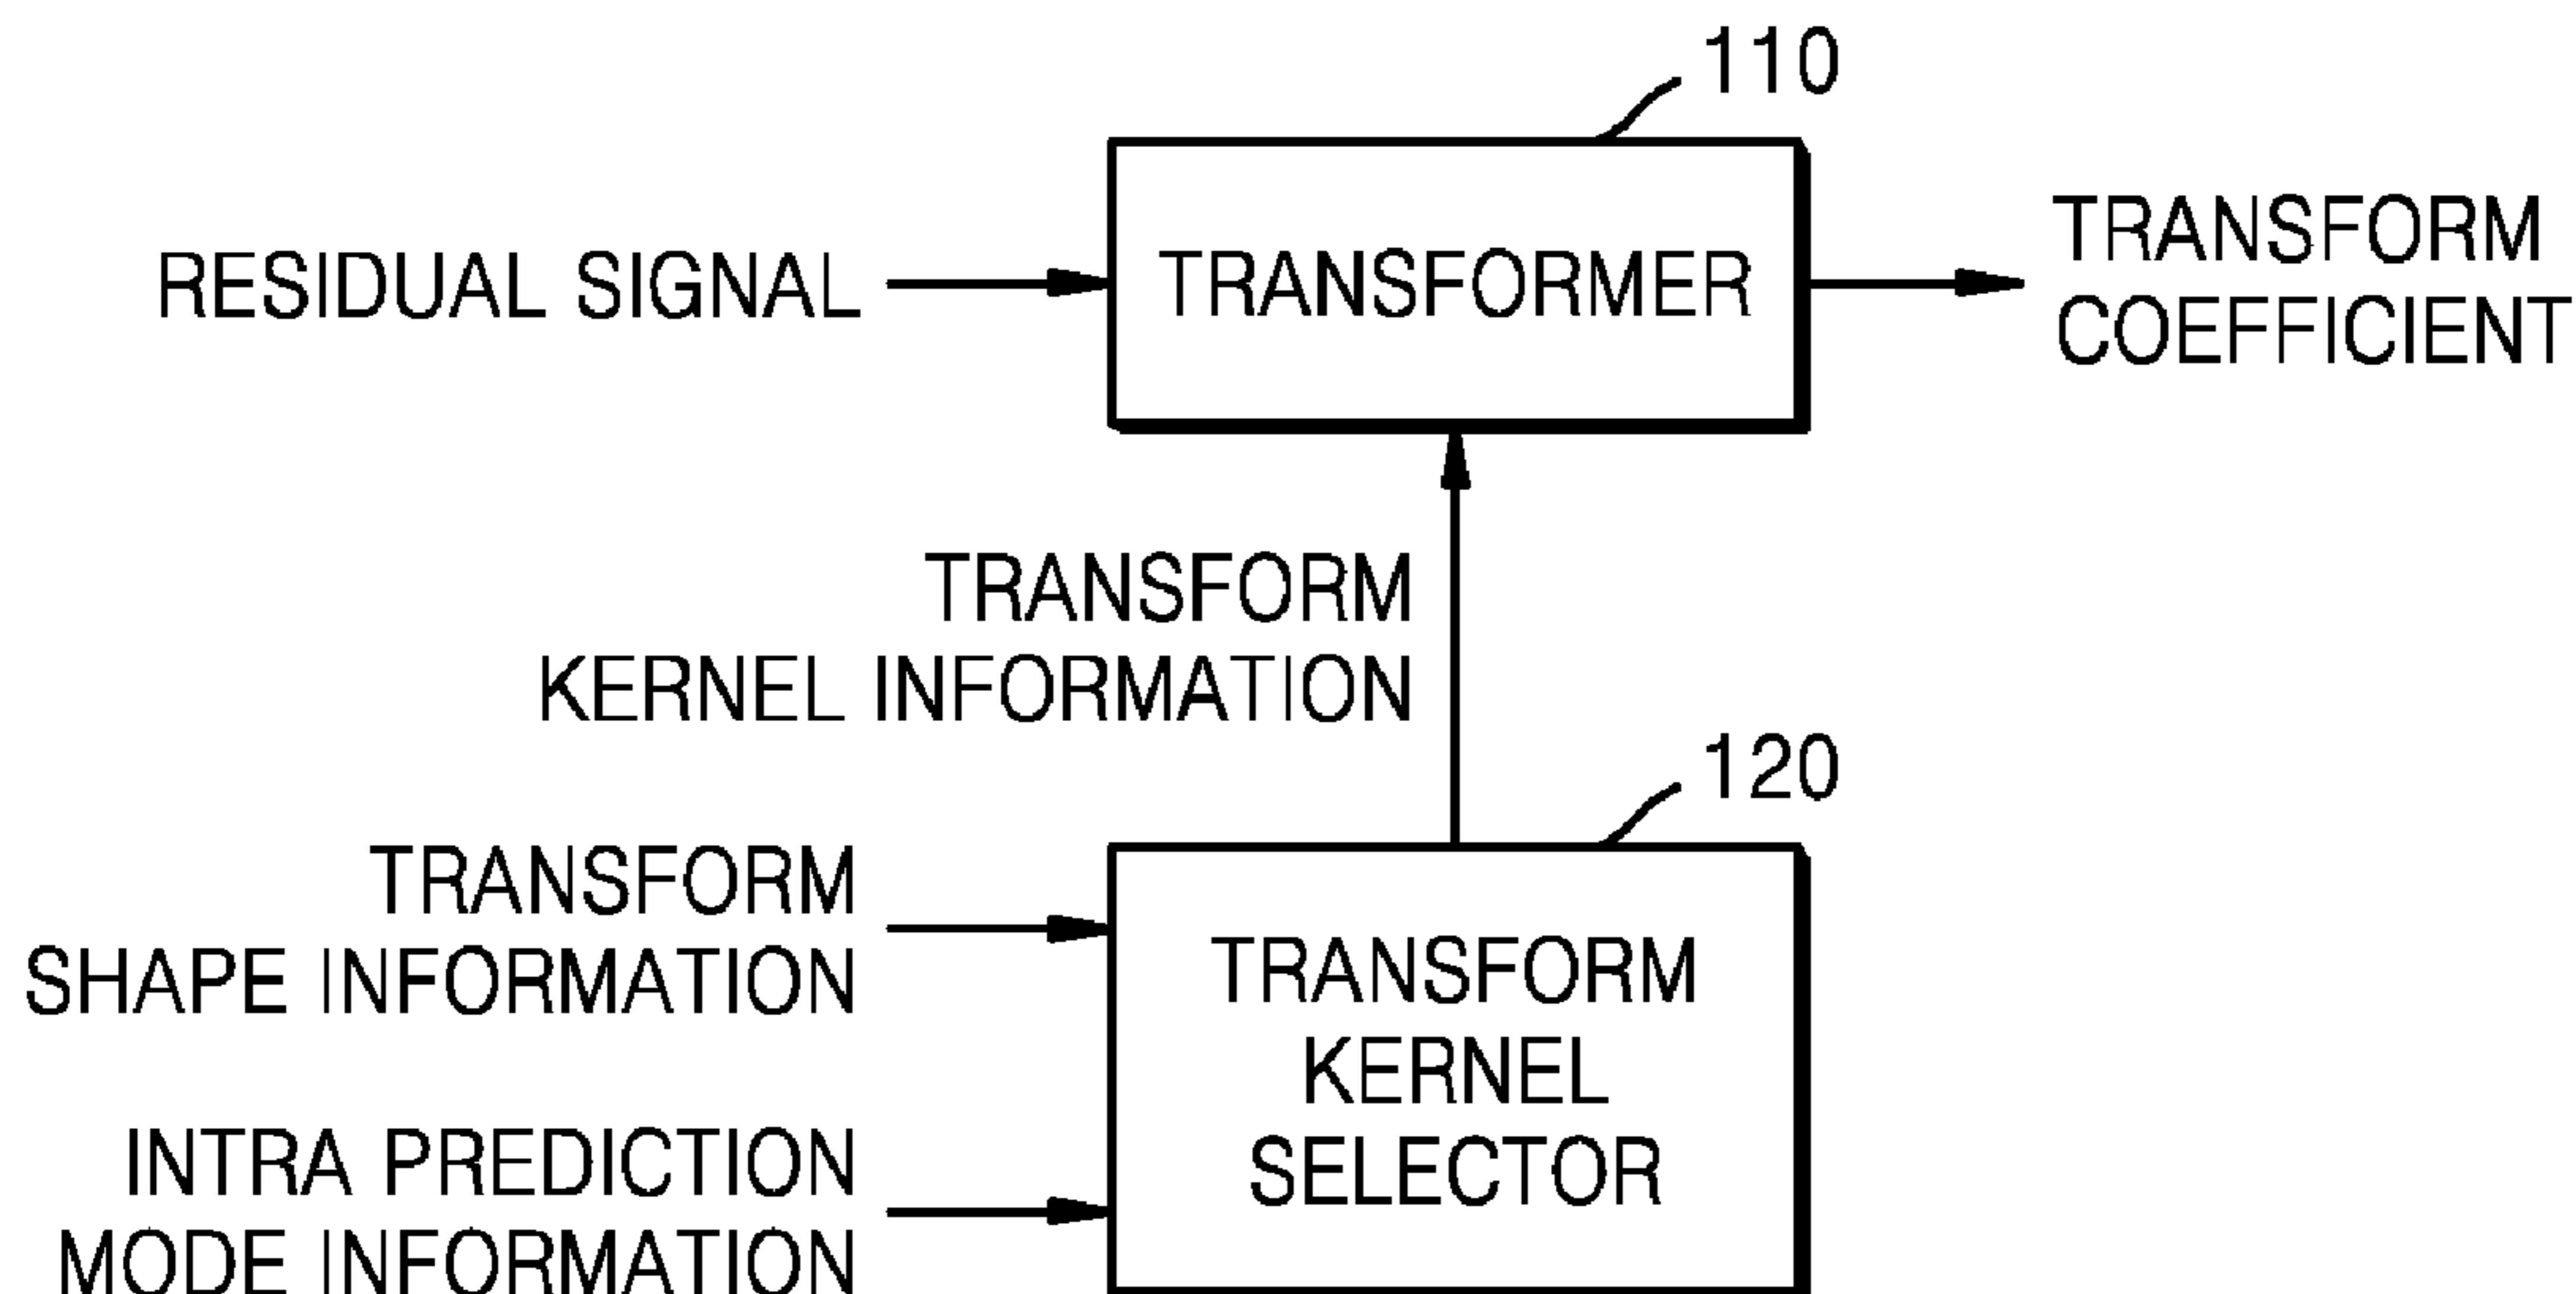 110
RESIDUAL SIGNAL
TRANSFORMER
TRANSFORM
COEFFICIENT
TRANSFORM
KERNEL INFORMATION
120
TRANSFORM
SHAPE INFORMATION
INTRA PREDICTION
MODE INFORMATION
TRANSFORM
KERNEL
SELECTOR